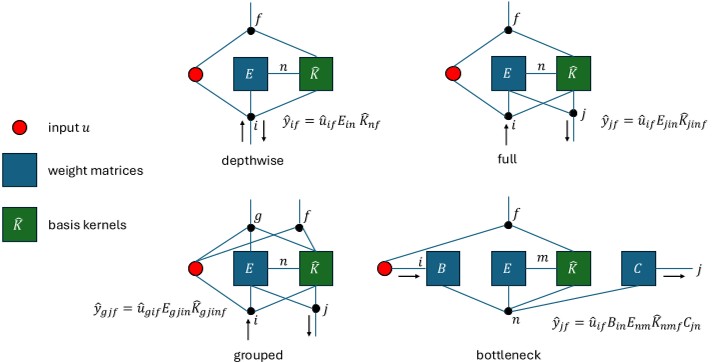 f
E
n
K̂
i
ŷ_if = û_if E_in K̂_nf
depthwise
f
E
n
K̂
i
j
ŷ_jf = û_if E_jin K̂_jinf
full
input u
weight matrices
K̂
basis kernels
g
f
E
n
K̂
i
j
ŷ_gjf = û_gif E_gjin K̂_gjinf
grouped
f
i
B
E
m
K̂
C
j
n
ŷ_jf = û_if B_in E_nm K̂_nmf C_jn
bottleneck